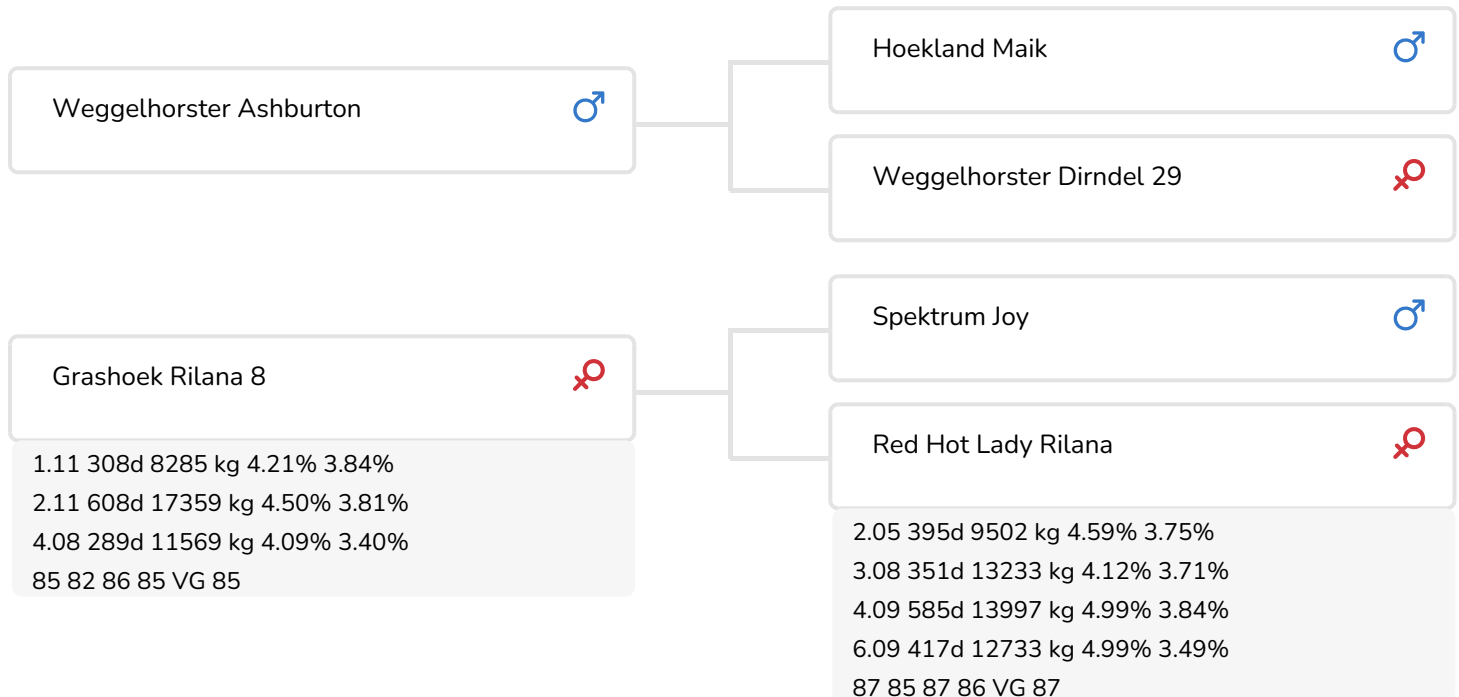 Weggelhorster Ashburton
Hoekland Maik
Weggelhorster Dirndel 29
Grashoek Rilana 8
1.11 308d 8285 kg 4.21% 3.84%
2.11 608d 17359 kg 4.50% 3.81%
4.08 289d 11569 kg 4.09% 3.40%
85 82 86 85 VG 85
Spektrum Joy
Red Hot Lady Rilana
2.05 395d 9502 kg 4.59% 3.75%
3.08 351d 13233 kg 4.12% 3.71%
4.09 585d 13997 kg 4.99% 3.84%
6.09 417d 12733 kg 4.99% 3.49%
87 85 87 86 VG 87